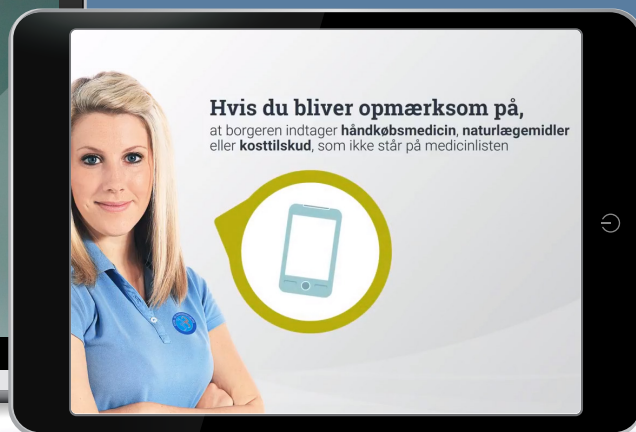 Hvis du bliver opmærksom på,
at borgeren indtager håndkøbsmedicin, naturlægemidler
eller kosttilskud, som ikke står på medicinlisten